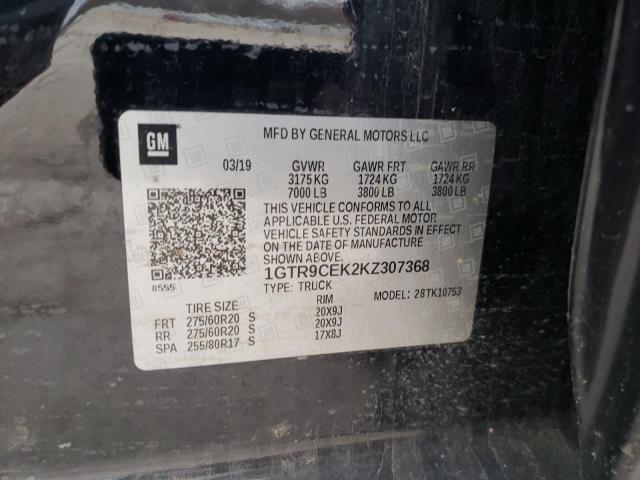 GM
MFD BY GENERAL MOTORS LLC
03/19 GVWR GAWR FRT GAWR RR
3175 KG 1724 KG 1724 KG
7000 LB 3800 LB 3800 LB
THIS VEHICLE CONFORMS TO ALL
APPLICABLE U.S. FEDERAL MOTOR
VEHICLE SAFETY STANDARDS IN EFFECT
ON THE DATE OF MANUFACTURE
SHOWN ABOVE.
8555
1GTR9CEK2KZ307368
TYPE: TRUCK
MODEL: 28TK10753
TIRE SIZE RIM
FRT 275/60R20 S 20X9J
RR 275/60R20 S 20X9J
SPA 255/80R17 S 17X8J